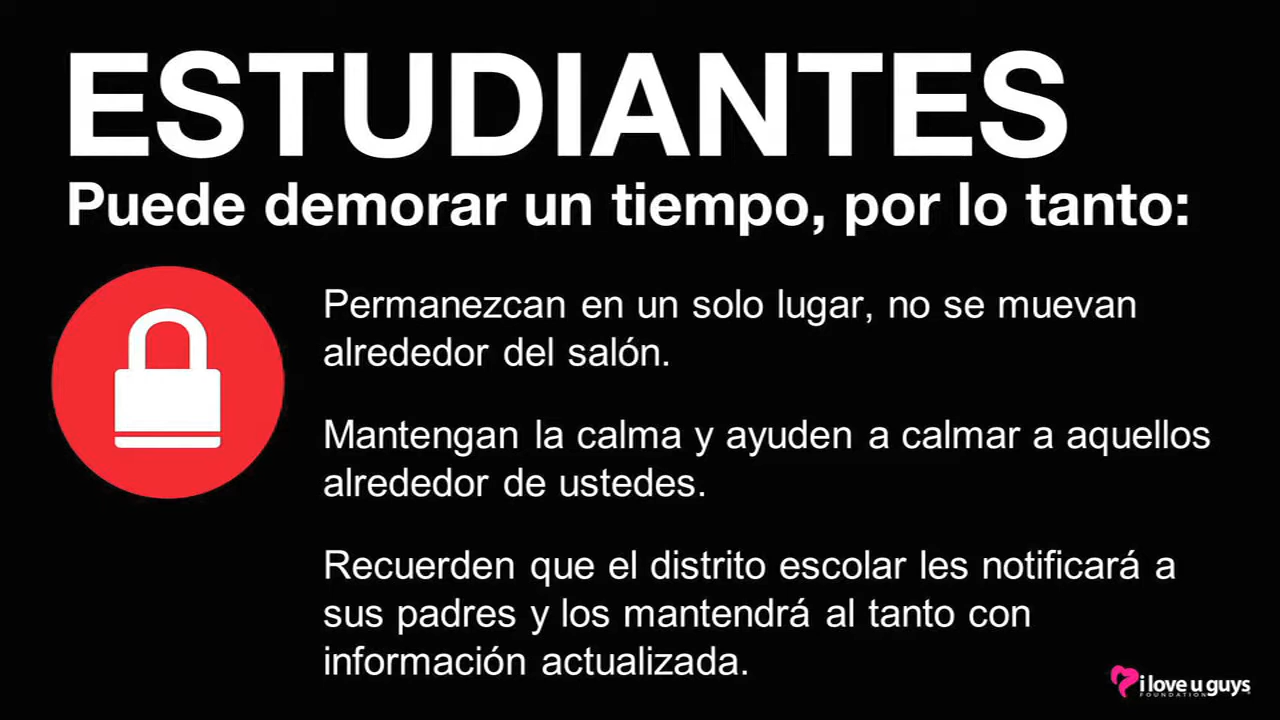 ESTUDIANTES
Puede demorar un tiempo, por lo tanto:
Permanezcan en un solo lugar, no se muevan
alrededor del salón.
Mantengan la calma y ayuden a calmar a aquellos
alrededor de ustedes.
Recuerden que el distrito escolar les notificará a
sus padres y los mantendrá al tanto con
información actualizada.
i love u guys
FOUNDATION